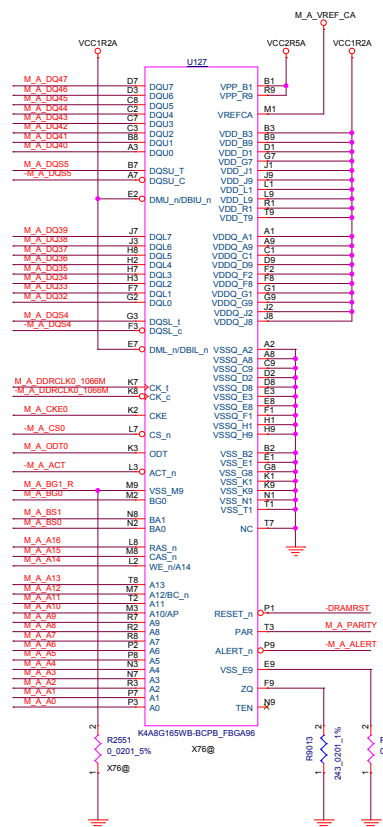 M_A_VREF_CA
VCC1R2A VCC2R5A VCC1R2A
U127
M_A_DQ47 D7 DQU7 VPP_B1 B1
M_A_DQ46 D3 DQU6 VPP_R9 R9
M_A_DQ45 C8 DQU5
M_A_DQ44 C2 DQU4 VREFCA M1
M_A_DQ43 C7 DQU3
M_A_DQ42 C3 DQU2 VDD_B3 B3
M_A_DQ41 B8 DQU1 VDD_B9 B9
M_A_DQ40 A3 DQU0 VDD_D1 D1
VDD_G7 G7
M_A_DQS5 B7 DQSU_T VDD_J1 J1
-M_A_DQS5 A7 DQSU_C VDD_J9 J9
VDD_L1 L1
E2 DMU_n/DBIU_n VDD_L9 L9
VDD_R1 R1
VDD_T9 T9
M_A_DQ39 J7 DQL7 VDDQ_A1 A1
M_A_DQ38 J3 DQL6 VDDQ_A9 A9
M_A_DQ37 H8 DQL5 VDDQ_C1 C1
M_A_DQ36 H2 DQL4 VDDQ_D9 D9
M_A_DQ35 H7 DQL3 VDDQ_F2 F2
M_A_DQ34 H3 DQL2 VDDQ_F8 F8
M_A_DQ33 F7 DQL1 VDDQ_G1 G1
M_A_DQ32 G2 DQL0 VDDQ_G9 G9
VDDQ_J2 J2
M_A_DQS4 G3 DQSL_t VDDQ_J8 J8
-M_A_DQS4 F3 DQSL_c
E7 DML_n/DBIL_n VSSQ_A2 A2
VSSQ_A8 A8
VSSQ_C9 C9
VSSQ_D2 D2
M_A_DDRCLK0_1066M K7 CK_t VSSQ_D8 D8
-M_A_DDRCLK0_1066M K8 CK_c VSSQ_E3 E3
VSSQ_E8 E8
M_A_CKE0 K2 CKE VSSQ_F1 F1
VSSQ_H1 H1
-M_A_CS0 L7 CS_n VSSQ_H9 H9
M_A_ODT0 K3 ODT VSS_B2 B2
VSS_E1 E1
-M_A_ACT L3 ACT_n VSS_G8 G8
VSS_K1 K1
M_A_BG1_R M9 VSS_M9 VSS_K9 K9
M_A_BG0 M2 BG0 VSS_N1 N1
VSS_T1 T1
M_A_BS1 N8 BA1
M_A_BS0 N2 BA0 NC T7
M_A_A16 L8 RAS_n
M_A_A15 M8 CAS_n
M_A_A14 L2 WE_n/A14
M_A_A13 T8 A13
M_A_A12 M7 A12/BC_n
M_A_A11 T2 A11
M_A_A10 M3 A10/AP RESET_n P1 -DRAMRST
M_A_A9 R7 A9
M_A_A8 R2 A8 PAR T3 M_A_PARITY
M_A_A7 R8 A7
M_A_A6 P2 A6 ALERT_n P9 -M_A_ALERT
M_A_A5 P8 A5
M_A_A4 N3 A4 VSS_E9 E9
M_A_A3 N7 A3
M_A_A2 R3 A2 ZQ F9
M_A_A1 P7 A1
M_A_A0 P3 A0 TEN N9
K4A8G165WB-BCPB_FBGA96
X76@
2 R2551 0_0201_5% 1
X76@
2 R9013 243_0201_1% 1
2 R 0 1